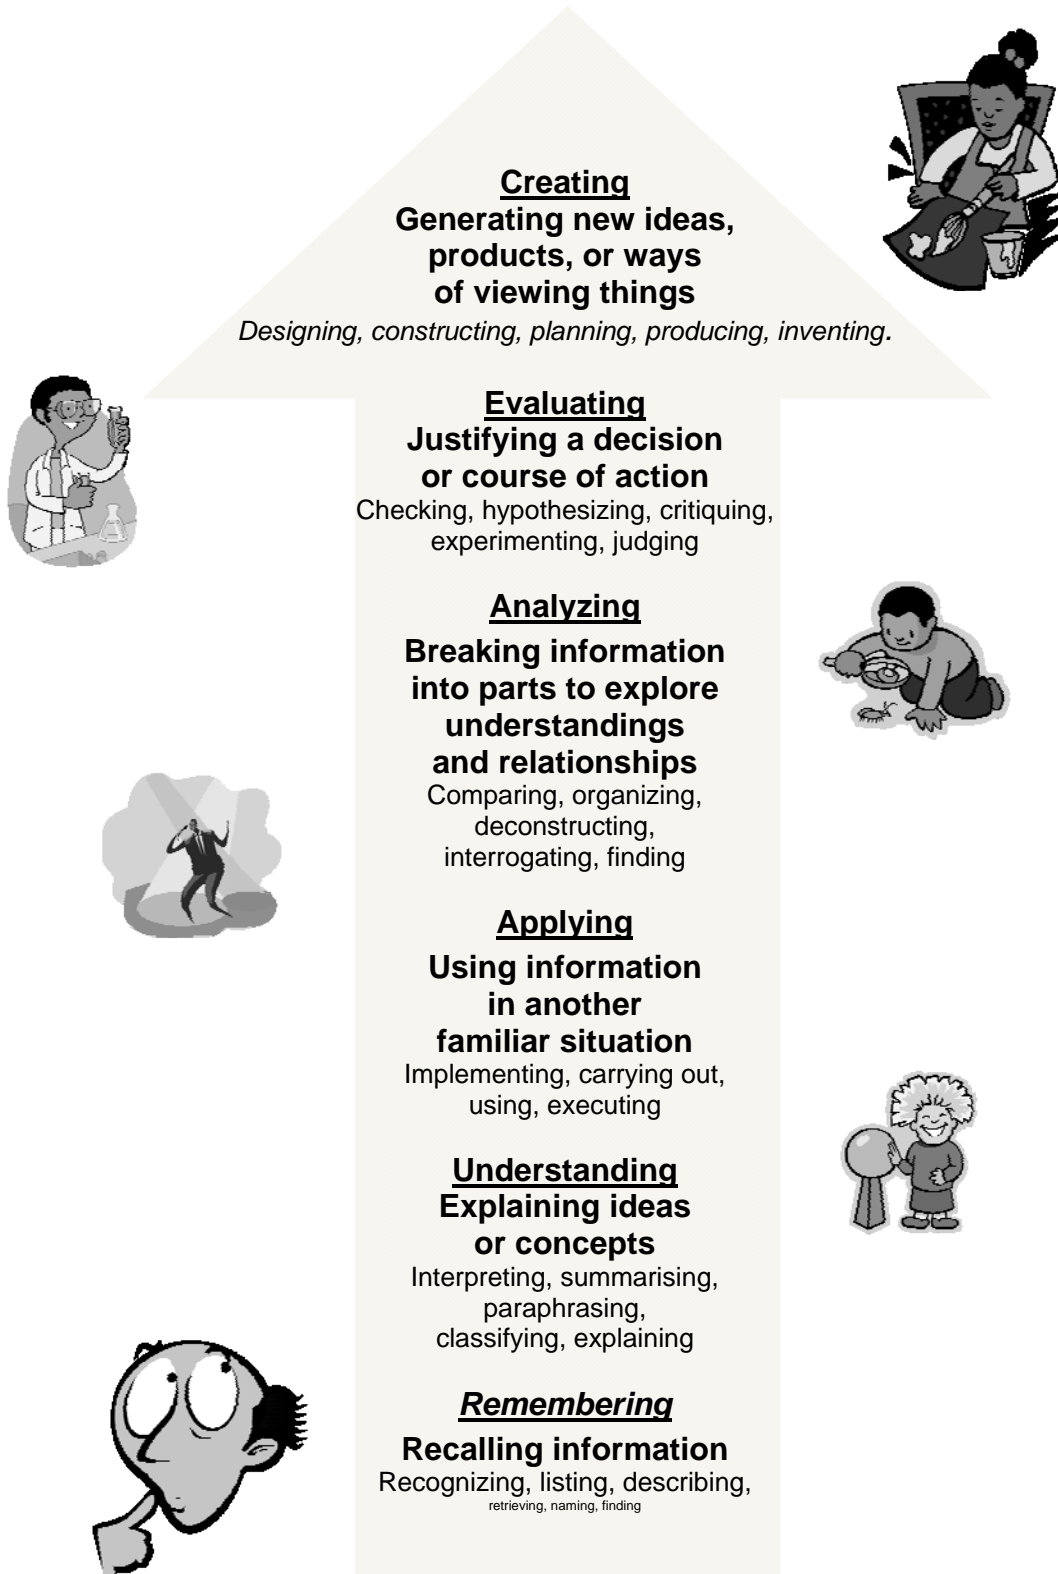 Creating
Generating new ideas,
products, or ways
of viewing things
Designing, constructing, planning, producing, inventing.
Evaluating
Justifying a decision
or course of action
Checking, hypothesizing, critiquing,
experimenting, judging
Analyzing
Breaking information
into parts to explore
understandings
and relationships
Comparing, organizing,
deconstructing,
interrogating, finding
Applying
Using information
in another
familiar situation
Implementing, carrying out,
using, executing
Understanding
Explaining ideas
or concepts
Interpreting, summarising,
paraphrasing,
classifying, explaining
Remembering
Recalling information
Recognizing, listing, describing,
retrieving, naming, finding